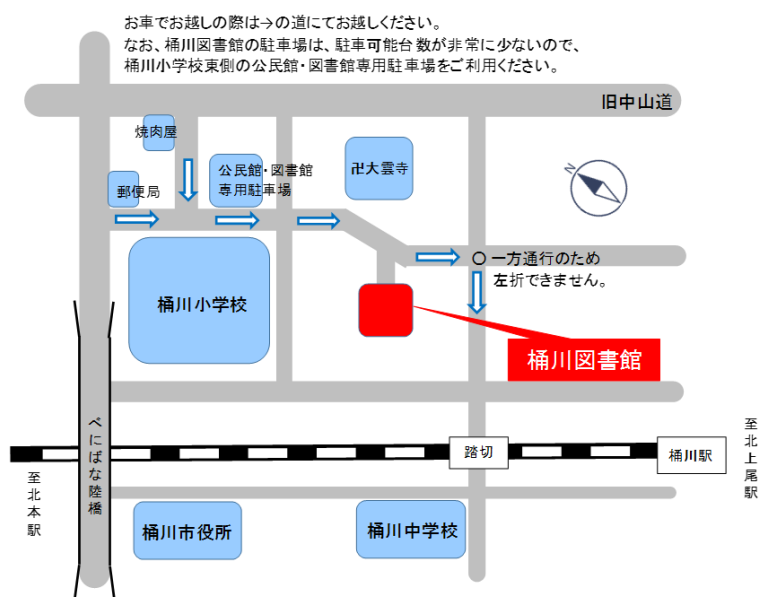 お車でお越しの際は→の道にてお越しください。
なお、桶川図書館の駐車場は、駐車可能台数が非常に少ないので、
桶川小学校東側の公民館・図書館専用駐車場をご利用ください。
旧中山道
焼肉屋
公民館・図書館
専用駐車場
卍大雲寺
N
郵便局
○一方通行のため
左折できません。
桶川小学校
桶川図書館
べにばな陸橋
踏切
桶川駅
至北上尾駅
至北本駅
桶川市役所
桶川中学校